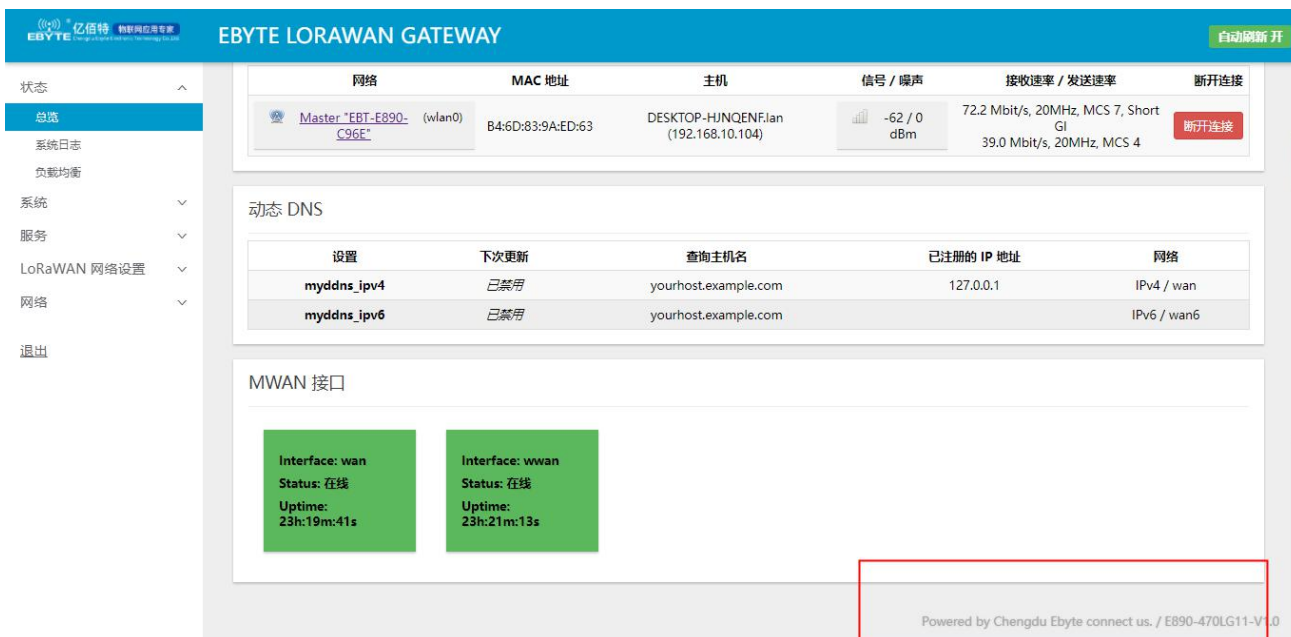 亿佰特 物联网应用专家
EBYTE
EBYTE LORAWAN GATEWAY
自动刷新 开
状态
总览
系统日志
负载均衡
系统
服务
LoRaWAN 网络设置
网络
退出
网络 MAC 地址 主机 信号 / 噪声 接收速率 / 发送速率 断开连接
Master "EBT-E890-C96E" (wlan0) B4:6D:83:9A:ED:63 DESKTOP-HJNQENF.lan (192.168.10.104) -62 / 0 dBm 72.2 Mbit/s, 20MHz, MCS 7, Short GI 39.0 Mbit/s, 20MHz, MCS 4 断开连接
动态 DNS
设置 下次更新 查询主机名 已注册的 IP 地址 网络
myddns_ipv4 已禁用 yourhost.example.com 127.0.0.1 IPv4 / wan
myddns_ipv6 已禁用 yourhost.example.com IPv6 / wan6
MWAN 接口
Interface: wan
Status: 在线
Uptime:
23h:19m:41s
Interface: wwan
Status: 在线
Uptime:
23h:21m:13s
Powered by Chengdu Ebyte connect us. / E890-470LG11-V1.0